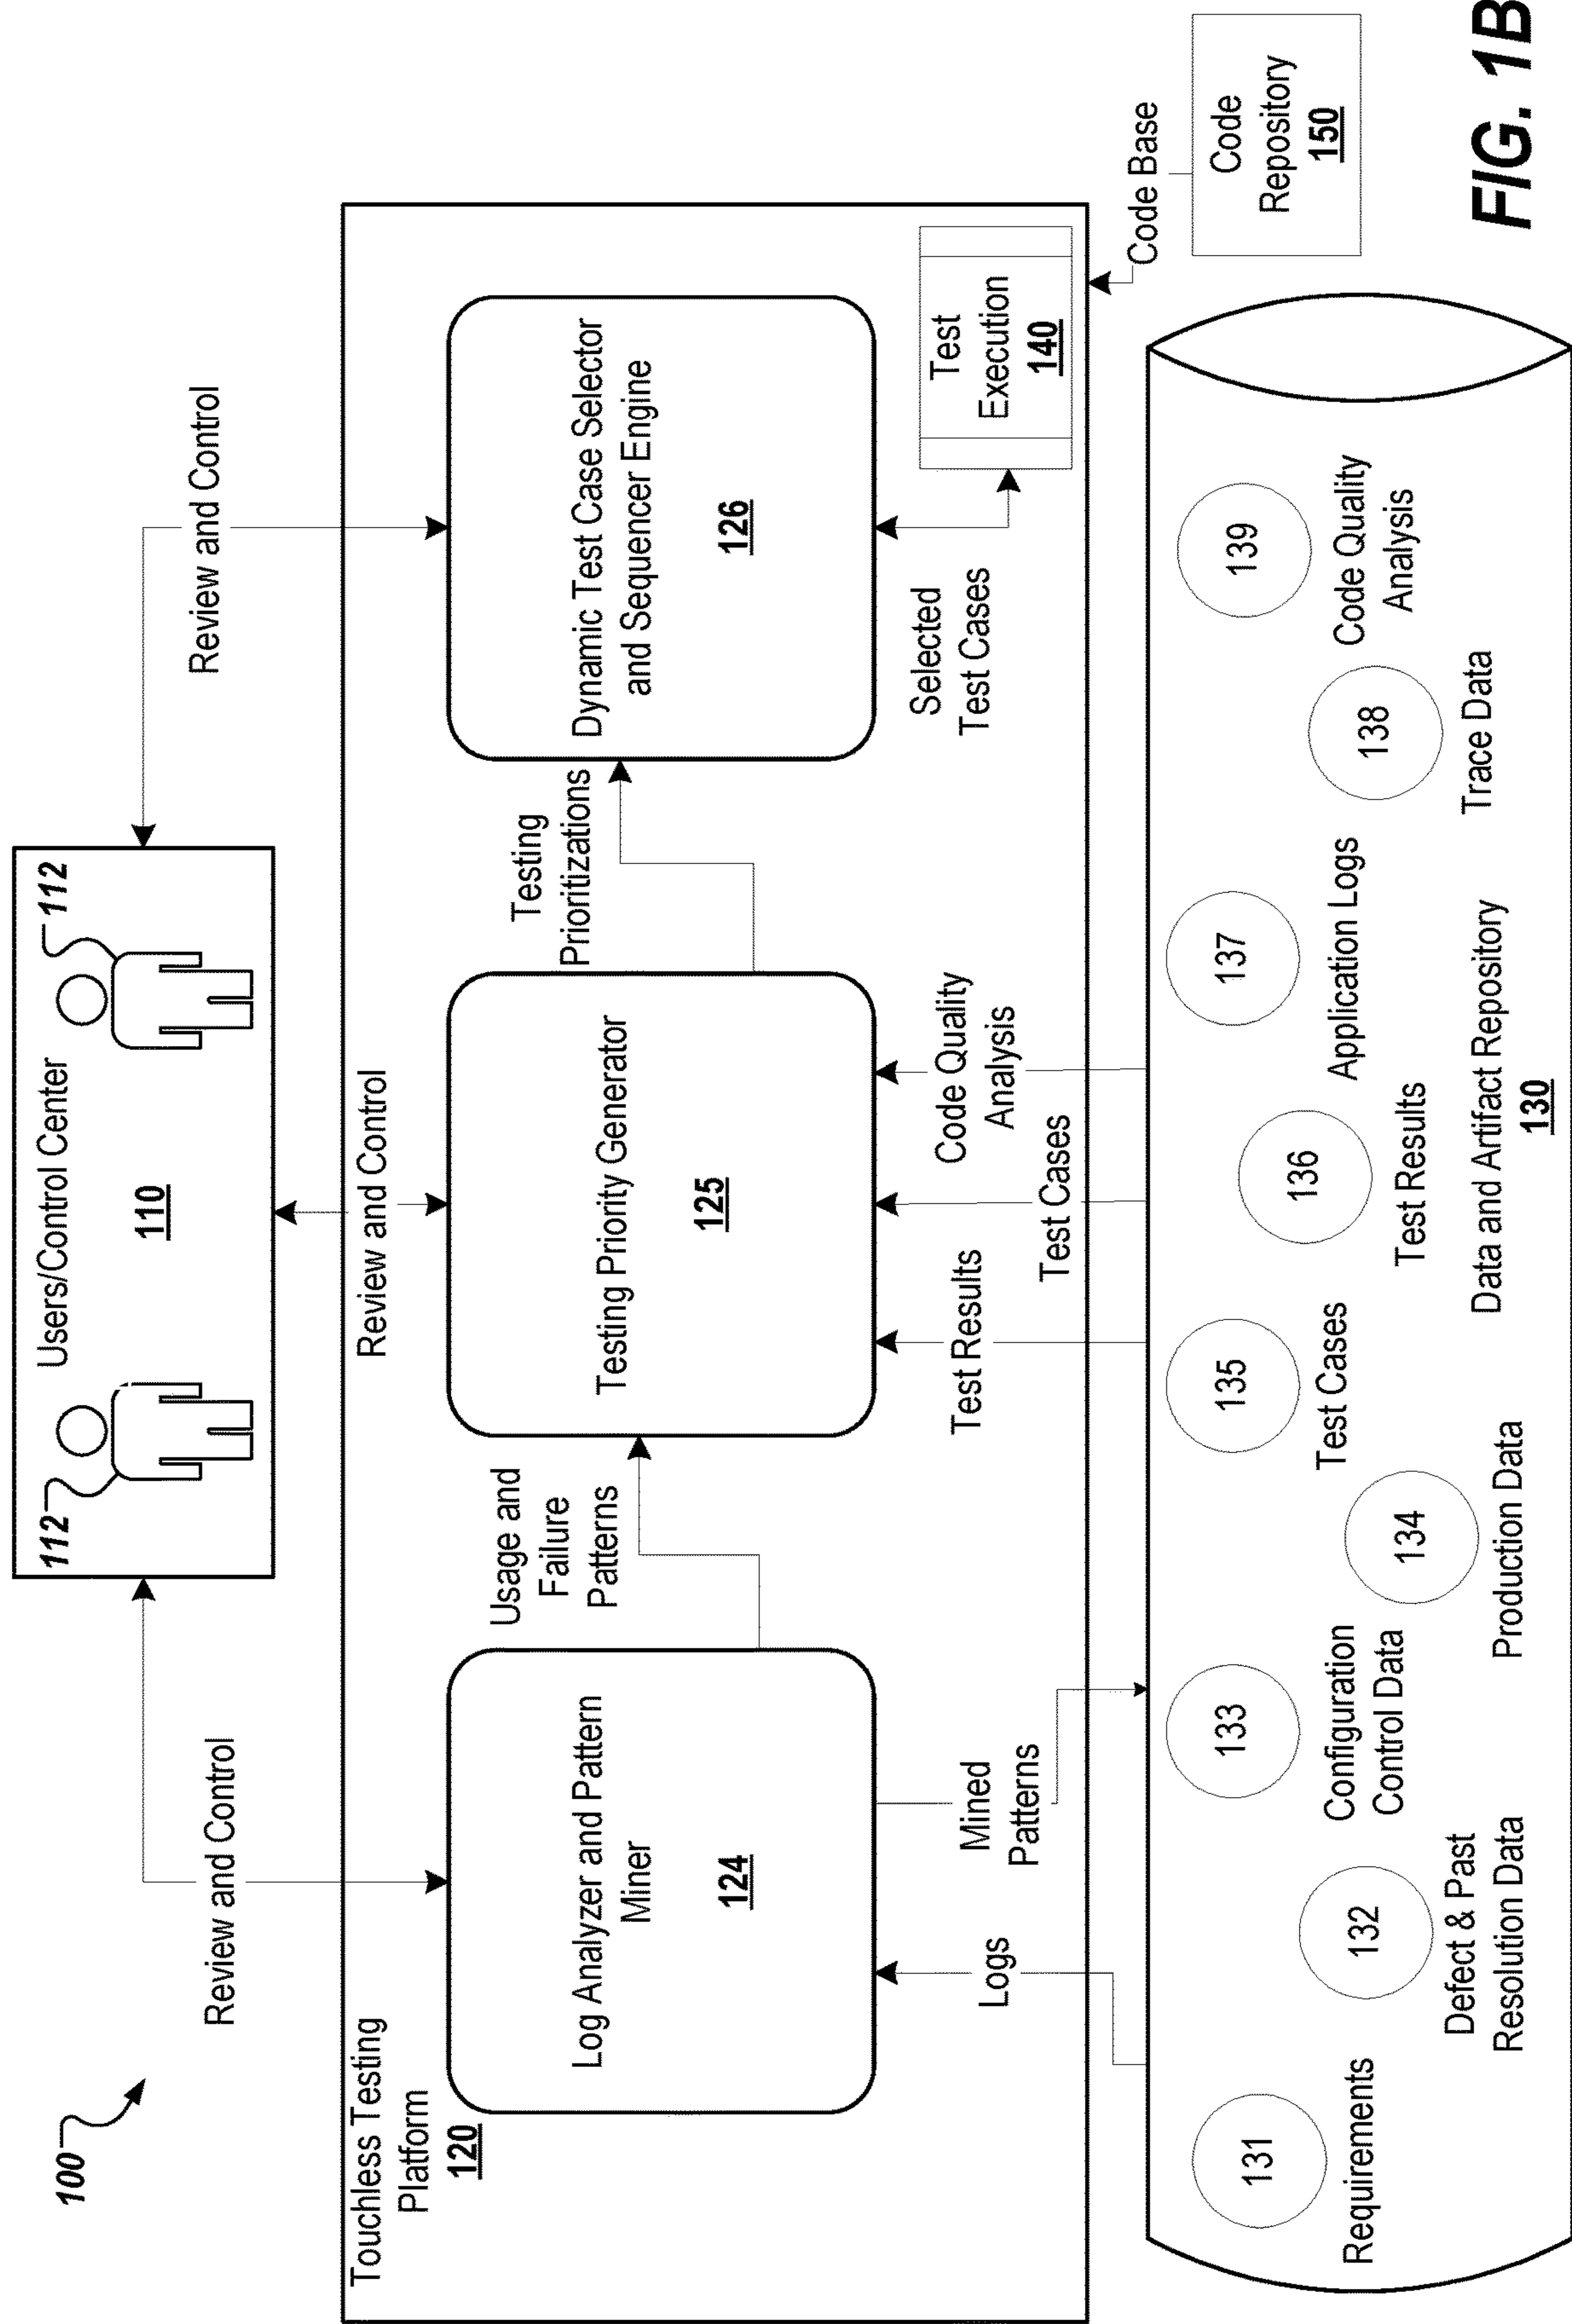 100
Users/Control Center
110
112
112
Review and Control
Review and Control
Review and Control
Touchless Testing
Platform
120
Log Analyzer and Pattern
Miner
124
Usage and
Failure
Patterns
Testing Priority Generator
125
Testing
Prioritizations
Dynamic Test Case Selector
and Sequencer Engine
126
Logs
Mined
Patterns
Test Results
Test Cases
Code Quality
Analysis
Selected
Test Cases
Test
Execution
140
Code Base
Code
Repository
150
131
Requirements
132
Defect & Past
Resolution Data
133
Configuration
Control Data
134
Production Data
135
Test Cases
136
Test Results
137
Application Logs
138
Trace Data
139
Code Quality
Analysis
Data and Artifact Repository
130
FIG. 1B